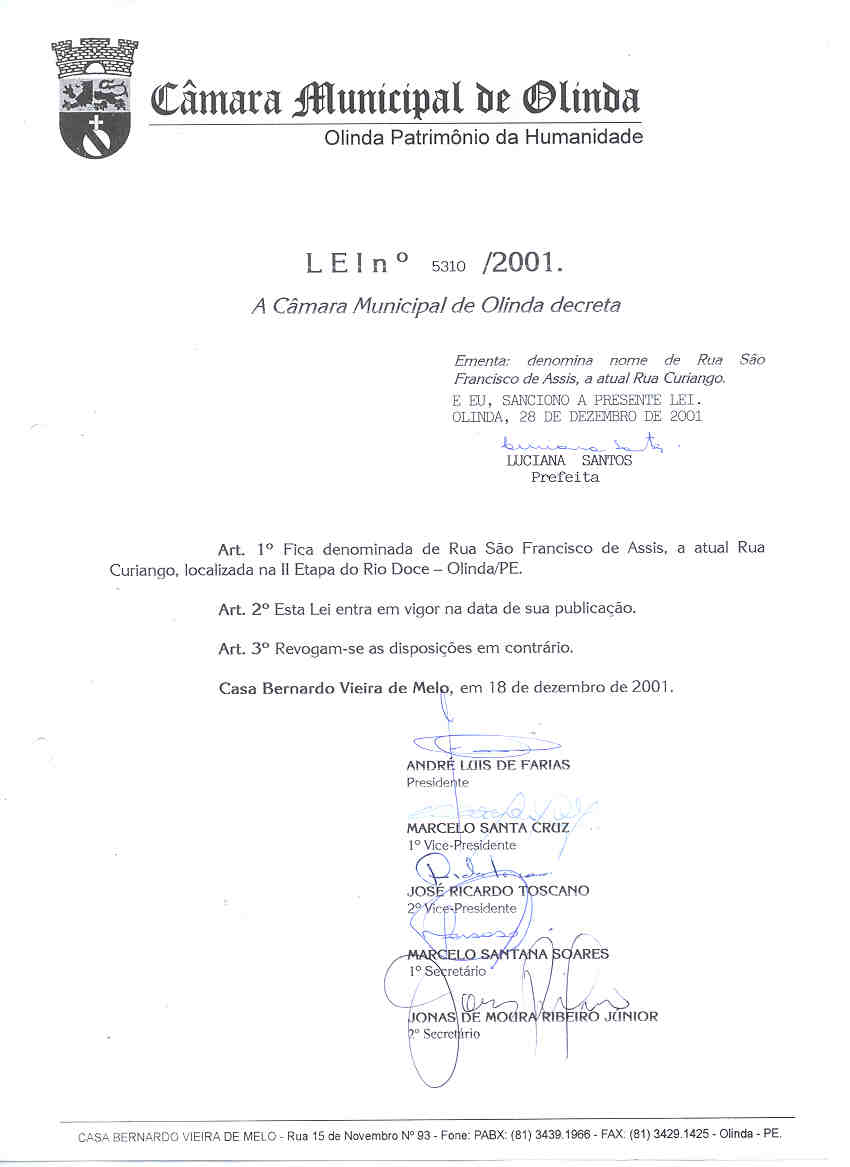 Câmara Municipal de Olinda
Olinda Patrimônio da Humanidade
L E I n º 5310 /2001.
A Câmara Municipal de Olinda decreta
Ementa: denomina nome de Rua São
Francisco de Assis, a atual Rua Curiango.
E EU, SANCIONO A PRESENTE LEI.
OLINDA, 28 DE DEZEMBRO DE 2001
Luciana Santos
LUCIANA SANTOS
Prefeita
Art. 1º Fica denominada de Rua São Francisco de Assis, a atual Rua
Curiango, localizada na II Etapa do Rio Doce – Olinda/PE.
Art. 2º Esta Lei entra em vigor na data de sua publicação.
Art. 3º Revogam-se as disposições em contrário.
Casa Bernardo Vieira de Melo, em 18 de dezembro de 2001.
ANDRÉ LUIS DE FARIAS
Presidente
MARCELO SANTA CRUZ
1º Vice-Presidente
JOSÉ RICARDO TOSCANO
2º Vice-Presidente
MARCELO SANTANA SOARES
1º Secretário
JONAS DE MOURA RIBEIRO JÚNIOR
2º Secretário
CASA BERNARDO VIEIRA DE MELO - Rua 15 de Novembro Nº 93 - Fone: PABX: (81) 3439.1966 - FAX: (81) 3429.1425 - Olinda - PE.